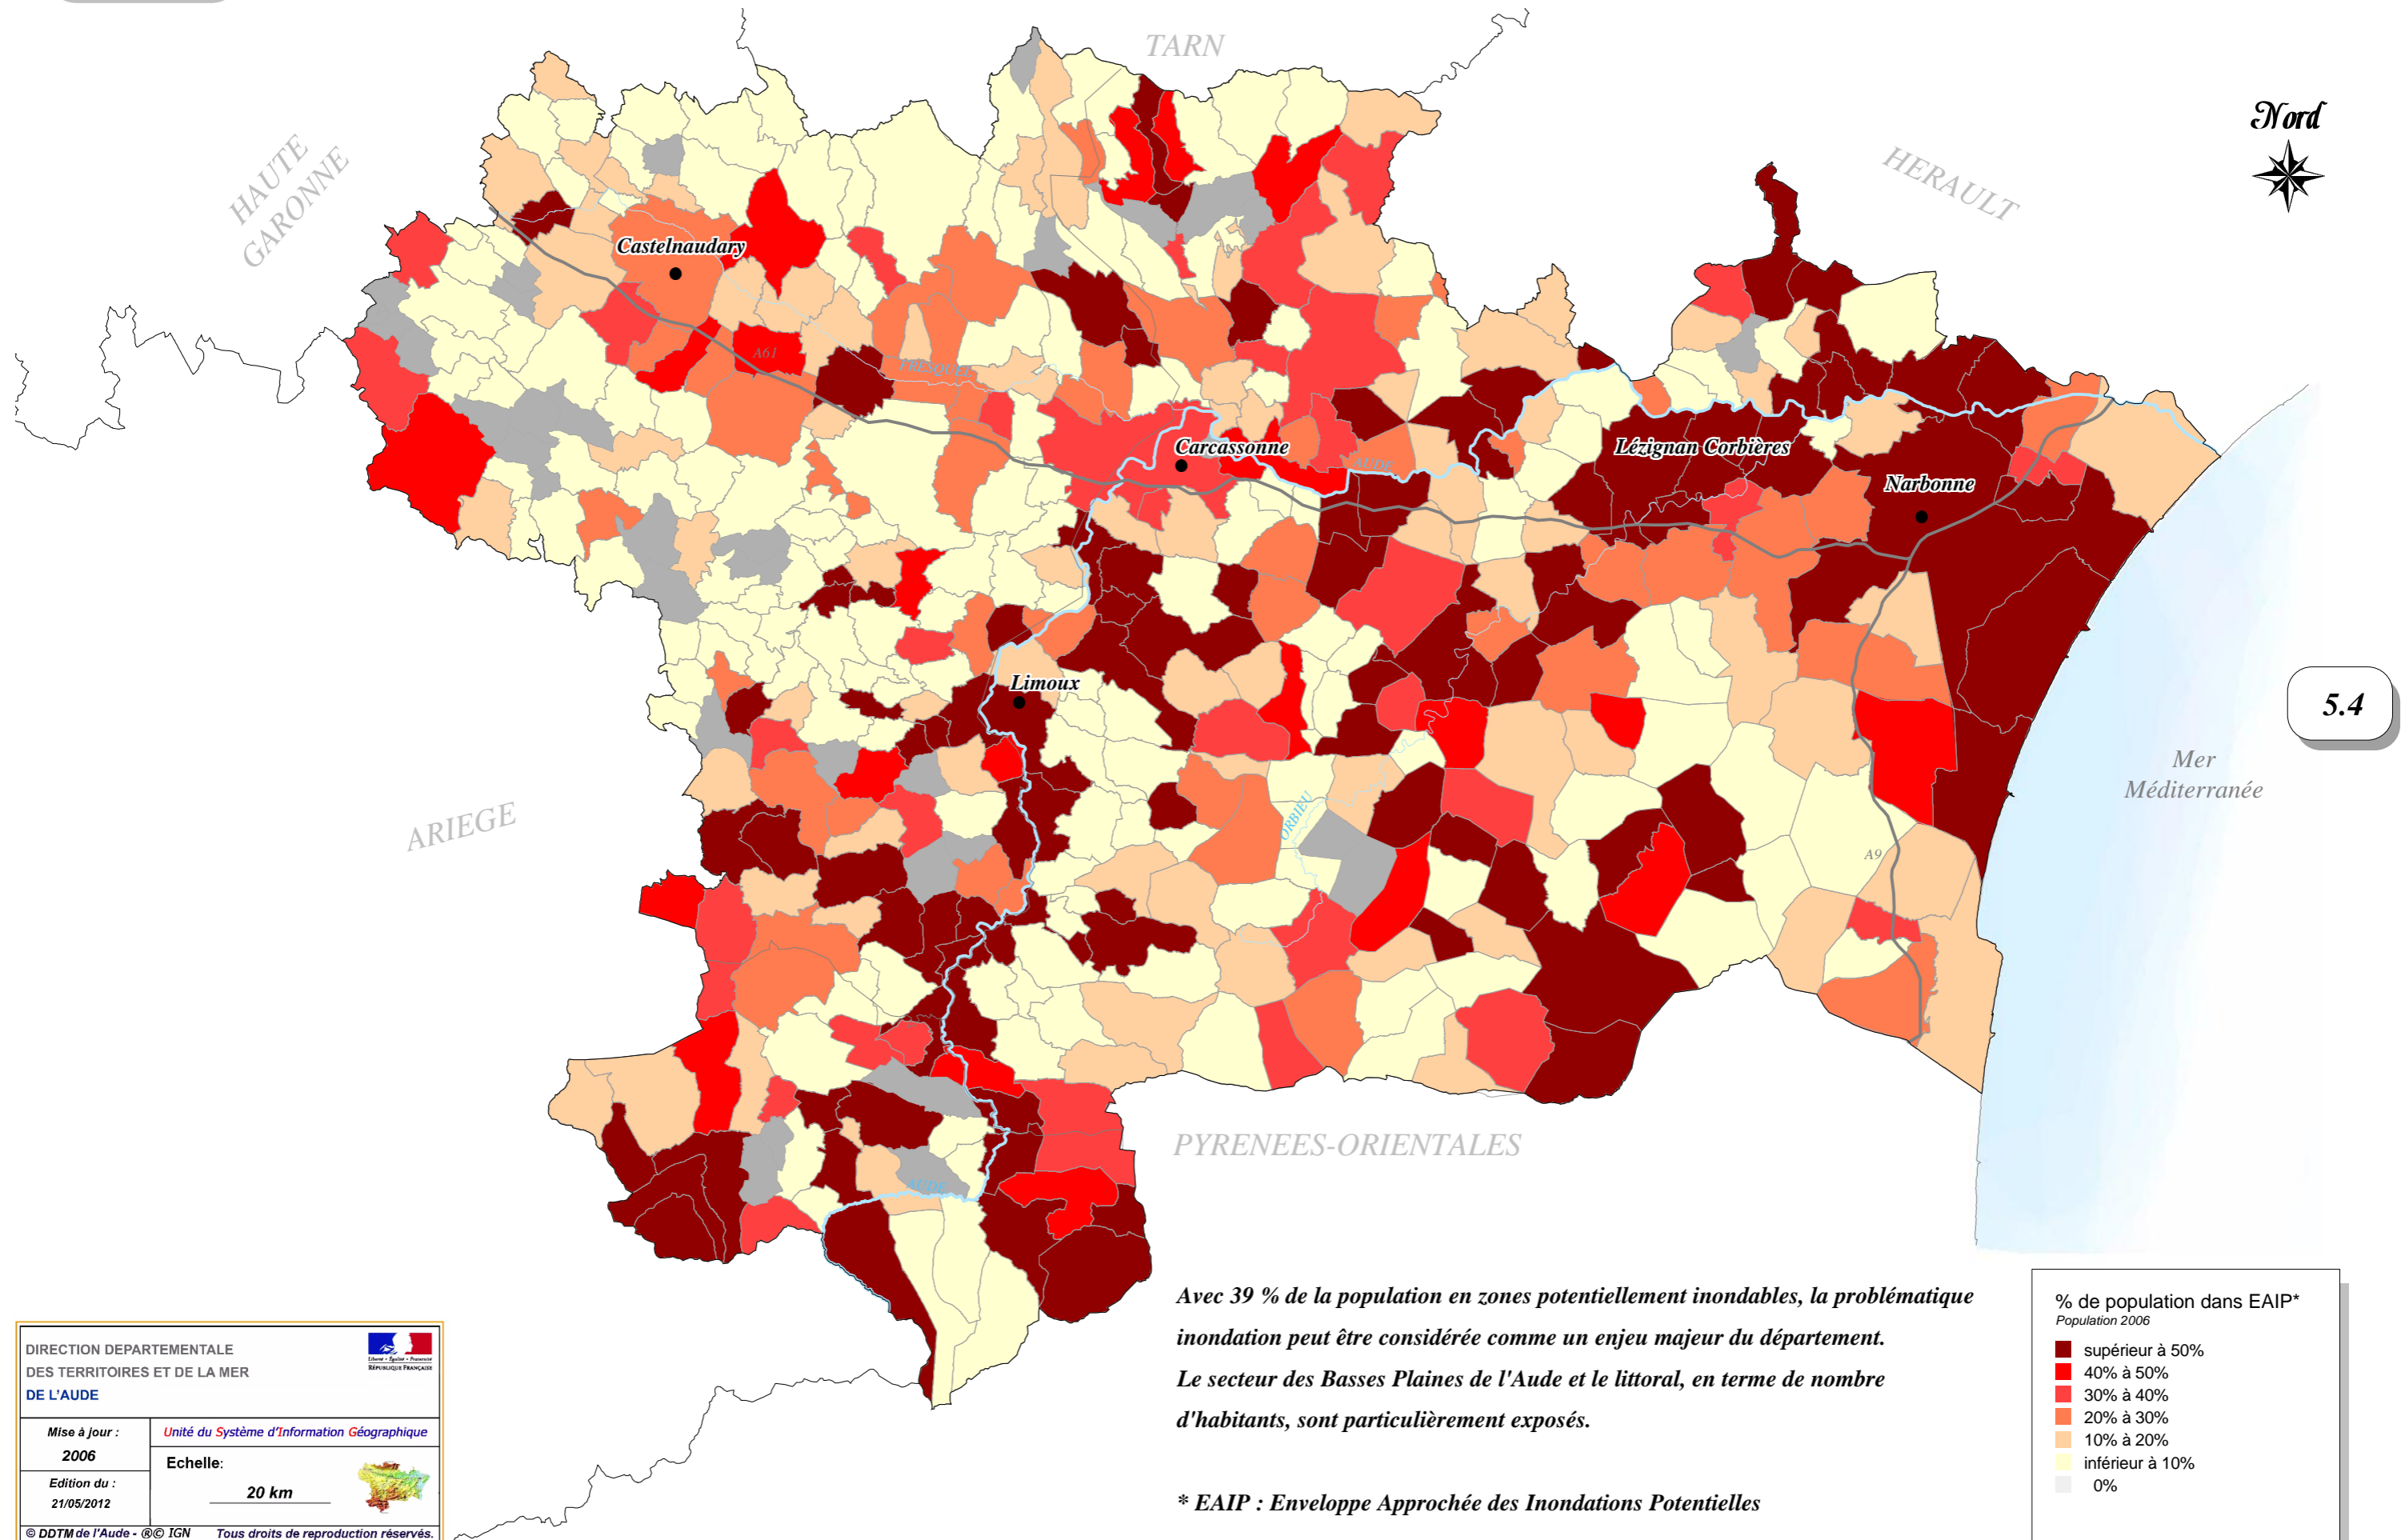 TARN
Nord
HAUTE
GARONNE
HERAULT
Castelnaudary
A61
FRESQUEL
Carcassonne
AUDE
Lézignan Corbières
Narbonne
Limoux
5.4
Mer
Méditerranée
ARIEGE
ORBIEU
A9
PYRENEES-ORIENTALES
AUDE
Avec 39 % de la population en zones potentiellement inondables, la problématique
inondation peut être considérée comme un enjeu majeur du département.
Le secteur des Basses Plaines de l'Aude et le littoral, en terme de nombre
d'habitants, sont particulièrement exposés.
* EAIP : Enveloppe Approchée des Inondations Potentielles
% de population dans EAIP*
Population 2006
supérieur à 50%
40% à 50%
30% à 40%
20% à 30%
10% à 20%
inférieur à 10%
0%
DIRECTION DEPARTEMENTALE
DES TERRITOIRES ET DE LA MER
DE L'AUDE
Liberté • Égalité • Fraternité
RÉPUBLIQUE FRANÇAISE
Mise à jour :
2006
Unité du Système d'Information Géographique
Echelle:
20 km
Edition du :
21/05/2012
© DDTM de l'Aude - ®© IGN Tous droits de reproduction réservés.